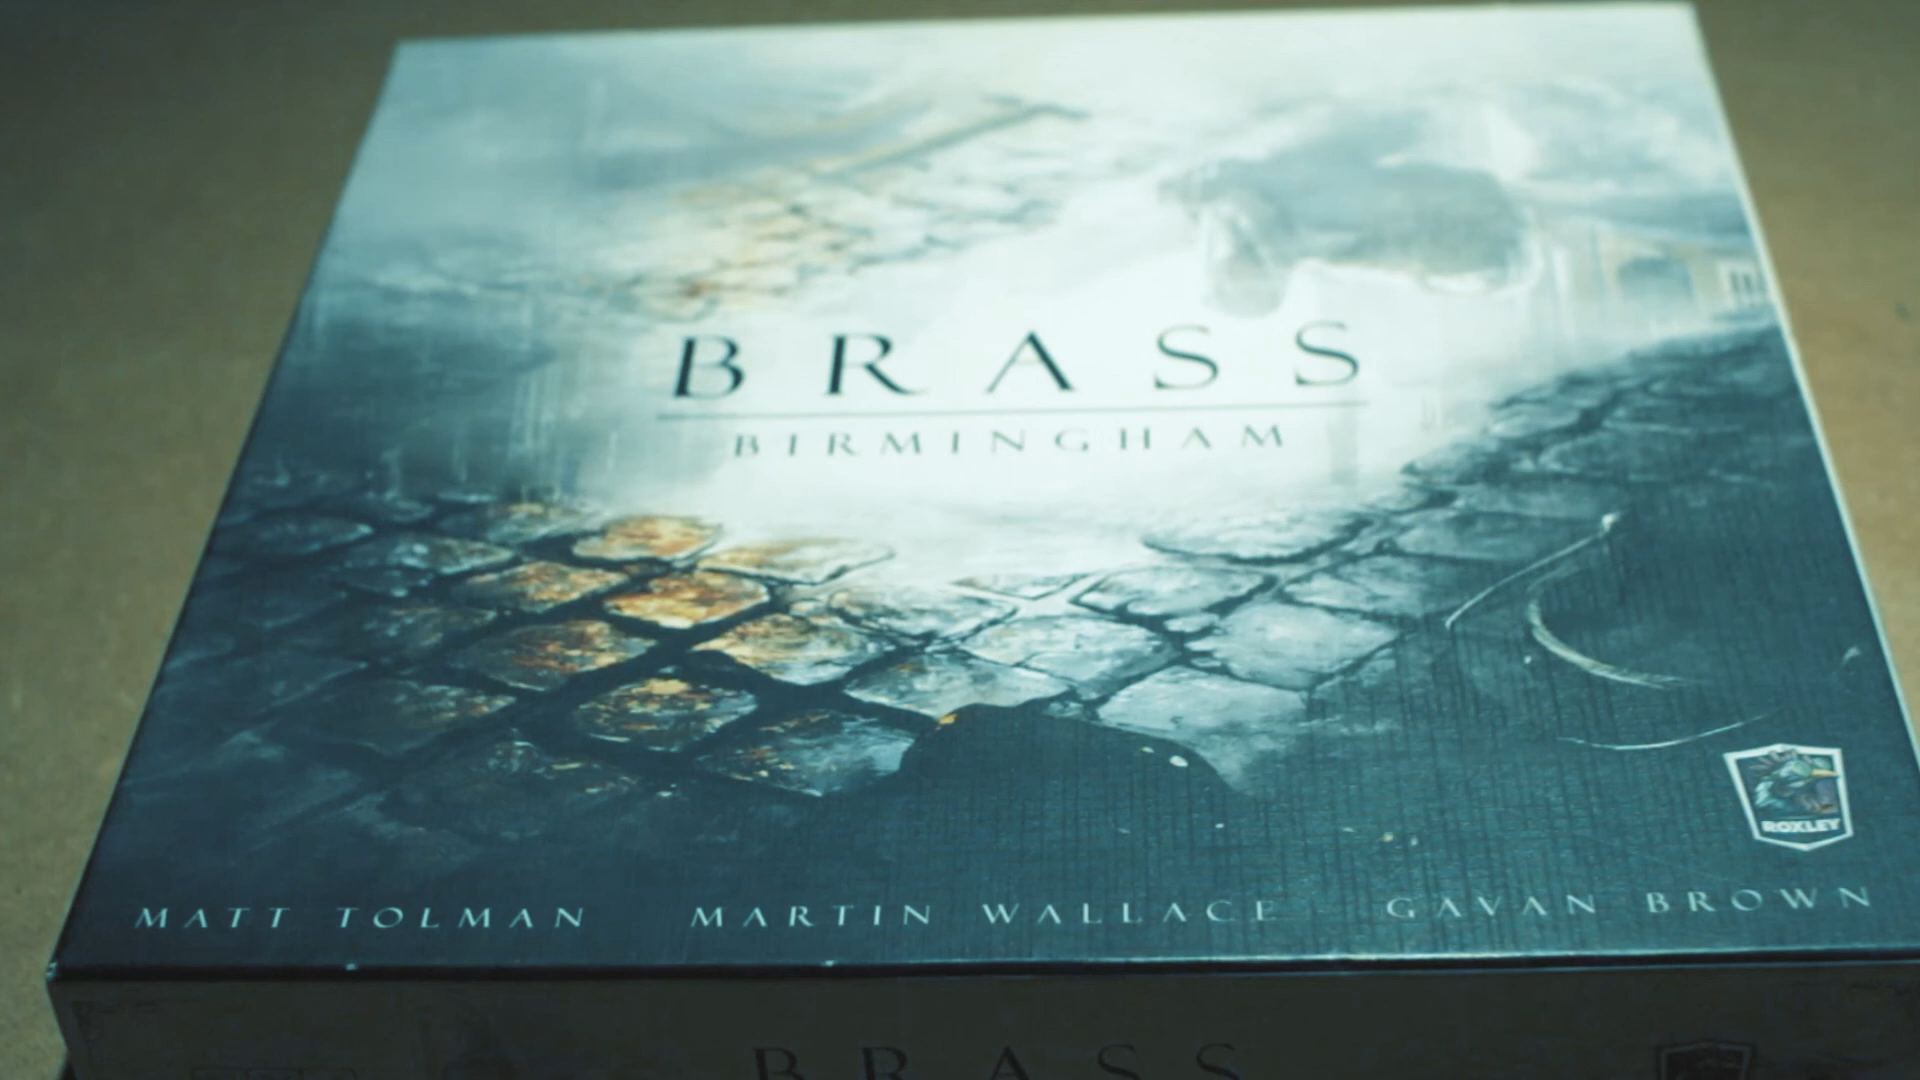 BRASS
BIRMINGHAM
ROXLEY
MATT TOLMAN MARTIN WALLACE GAVAN BROWN
BRASS